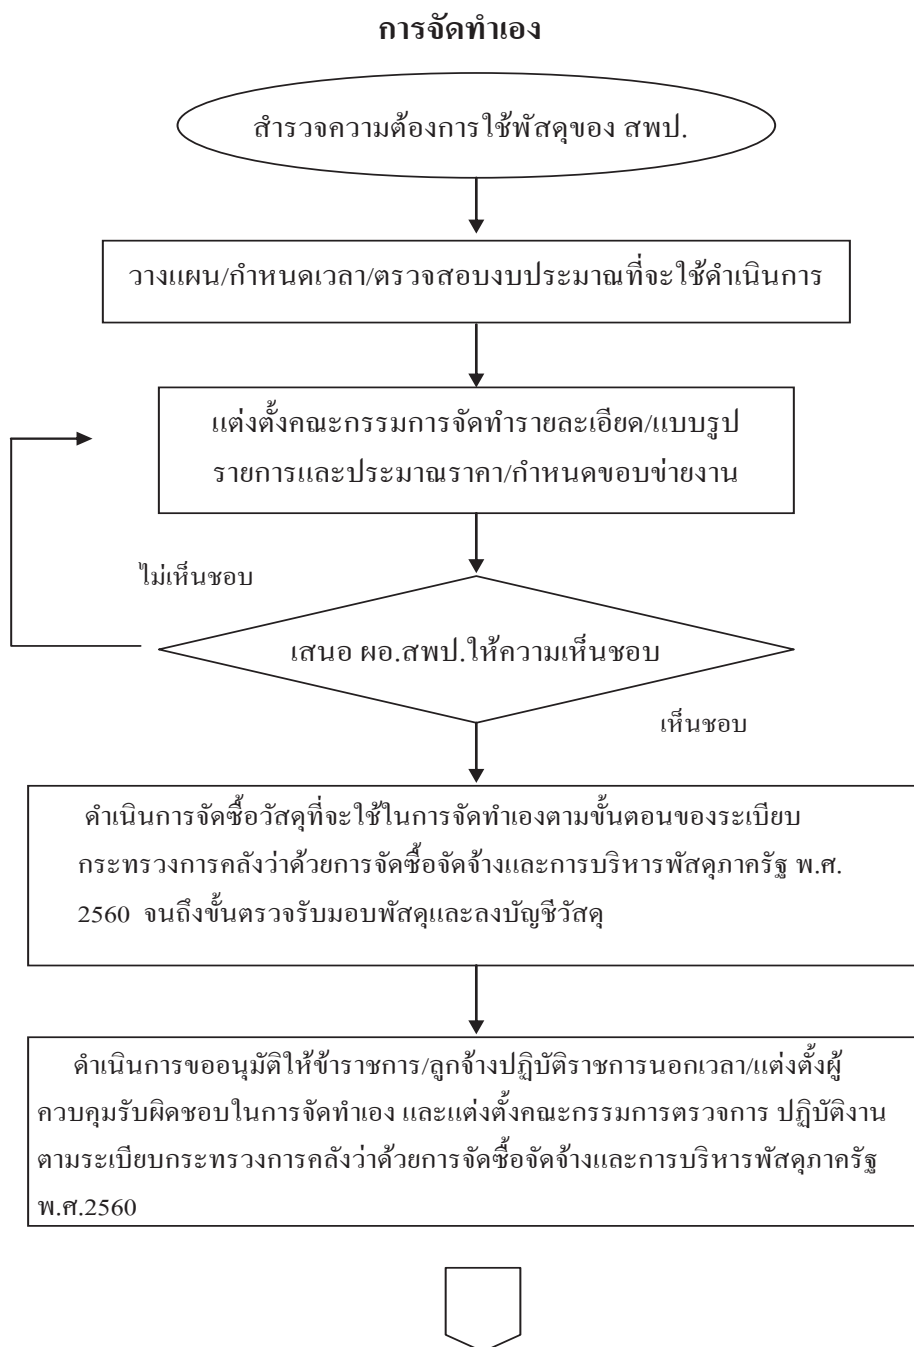 การจัดทำเอง
สำรวจความต้องการใช้พัสดุของ สพป.
วางแผน/กำหนดเวลา/ตรวจสอบงบประมาณที่จะใช้ดำเนินการ
แต่งตั้งคณะกรรมการจัดทำรายละเอียด/แบบรูป
รายการและประมาณราคา/กำหนดขอบข่ายงาน
ไม่เห็นชอบ
เสนอ ผอ.สพป.ให้ความเห็นชอบ
เห็นชอบ
ดำเนินการจัดซื้อวัสดุที่จะใช้ในการจัดทำเองตามขั้นตอนของระเบียบ
กระทรวงการคลังว่าด้วยการจัดซื้อจัดจ้างและการบริหารพัสดุภาครัฐ พ.ศ.
2560 จนถึงขั้นตรวจรับมอบพัสดุและลงบัญชีวัสดุ
ดำเนินการขออนุมัติให้ข้าราชการ/ลูกจ้างปฏิบัติราชการนอกเวลา/แต่งตั้งผู้
ควบคุมรับผิดชอบในการจัดทำเอง และแต่งตั้งคณะกรรมการตรวจการ ปฏิบัติงาน
ตามระเบียบกระทรวงการคลังว่าด้วยการจัดซื้อจัดจ้างและการบริหารพัสดุภาครัฐ
พ.ศ.2560